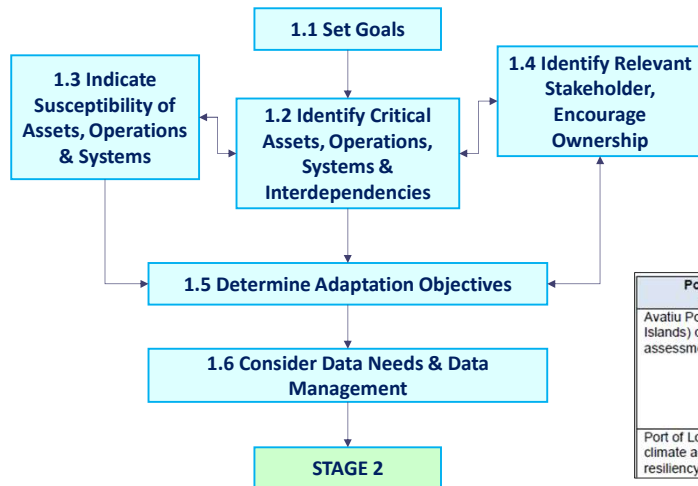 1.1 Set Goals
1.3 Indicate
Susceptibility of
Assets, Operations
& Systems
1.2 Identify Critical
Assets, Operations,
Systems &
Interdependencies
1.4 Identify Relevant
Stakeholder,
Encourage
Ownership
1.5 Determine Adaptation Objectives
1.6 Consider Data Needs & Data
Management
STAGE 2
Avatiu
Islands)
Port of
climate